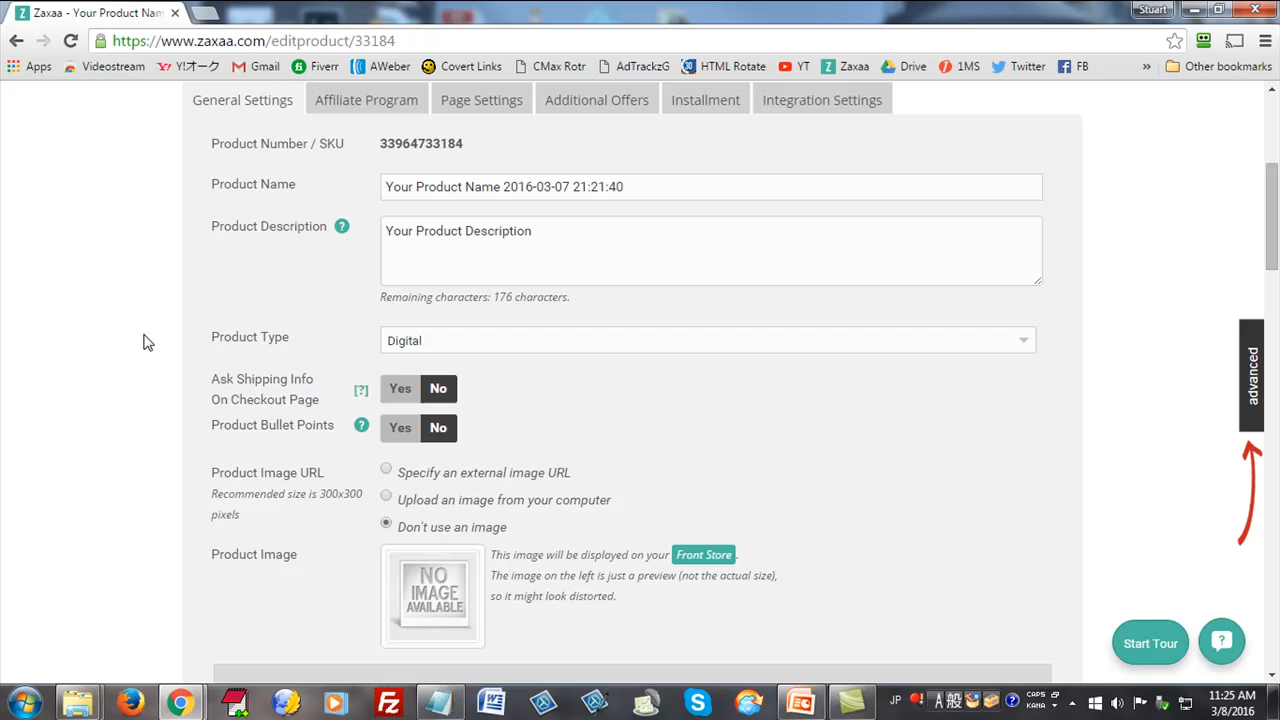 Zaxaa - Your Product Nam
Stuart
https://www.zaxaa.com/editproduct/33184
Apps Videostream Y!オーク Gmail Fiverr AWeber Covert Links CMax Rotr AdTrackzG HTML Rotate YT Zaxaa Drive 1MS Twitter FB » Other bookmarks
General Settings Affiliate Program Page Settings Additional Offers Installment Integration Settings
Product Number / SKU 33964733184
Product Name Your Product Name 2016-03-07 21:21:40
Product Description ? Your Product Description
Remaining characters: 176 characters.
Product Type Digital
advanced
Ask Shipping Info
On Checkout Page [?] Yes No
Product Bullet Points ? Yes No
Product Image URL Specify an external image URL
Recommended size is 300x300
pixels
Upload an image from your computer
Don't use an image
Product Image
NO
IMAGE
AVAILABLE
This image will be displayed on your Front Store .
The image on the left is just a preview (not the actual size),
so it might look distorted.
Start Tour ?
JP A 般 ? CAPS
KANA
11:25 AM
3/8/2016